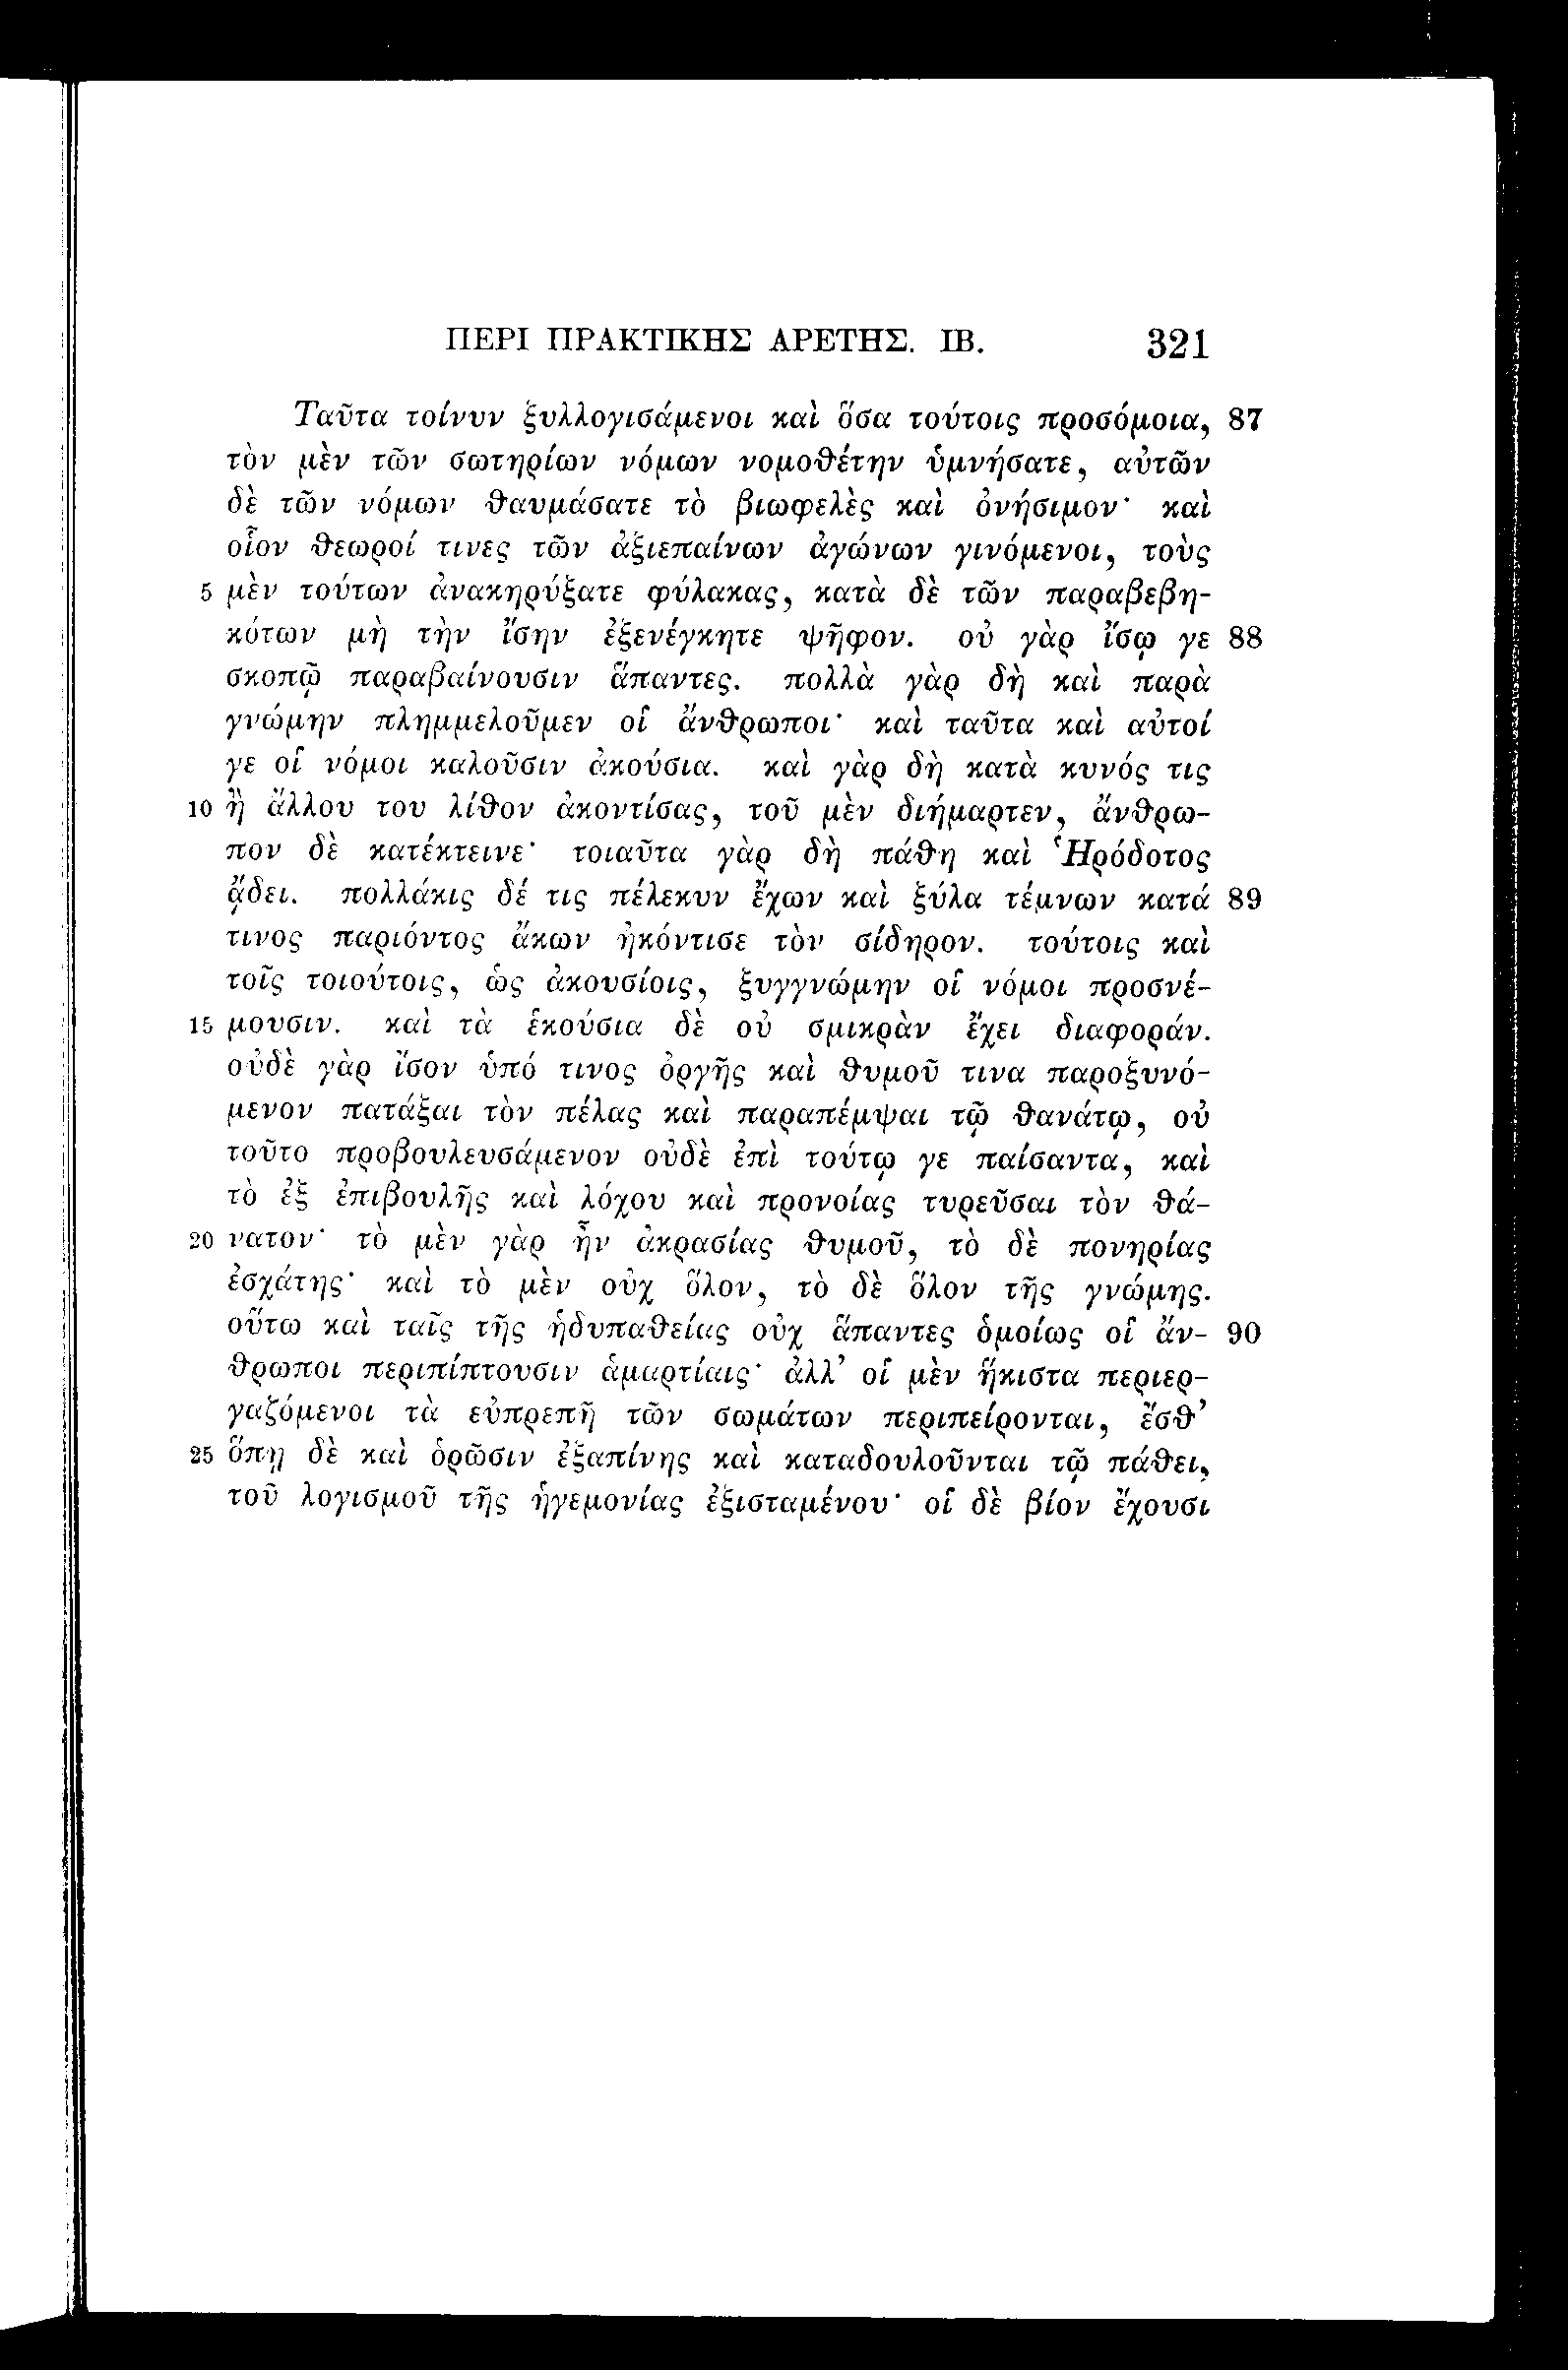 ΠΕΡΙ ΠΡΑΚΤΙΚΗΣ ΑΡΕΤΗΣ. ΙΒ. 321
Ταῦτα τοίνυν ξυλλογισάμενοι καὶ ὅσα τούτοις προσόμοια, 87
τὸν μὲν τῶν σωτηρίων νόμων νομοθέτην ὑμνήσατε, αὐτῶν
δὲ τῶν νόμων θαυμάσατε τὸ βιωφελὲς καὶ ὀνήσιμον· καὶ
οἷον θεωροί τινες τῶν ἀξιεπαίνων ἀγώνων γινόμενοι, τοὺς
5 μὲν τούτων ἀνακηρύξατε φύλακας, κατὰ δὲ τῶν παραβεβη-
κότων μὴ τὴν ἴσην ἐξενέγκητε ψῆφον. οὐ γὰρ ἴσῳ γε 88
σκοπῷ παραβαίνουσιν ἅπαντες. πολλὰ γὰρ δὴ καὶ παρὰ
γνώμην πλημμελοῦμεν οἱ ἄνθρωποι· καὶ ταῦτα καὶ αὐτοί
γε οἱ νόμοι καλοῦσιν ἀκούσια. καὶ γὰρ δὴ κατὰ κυνός τις
10 ἢ ἄλλου του λίθον ἀκοντίσας, τοῦ μὲν διήμαρτεν, ἄνθρω-
πον δὲ κατέκτεινε· τοιαῦτα γὰρ δὴ πάθη καὶ Ἡρόδοτος
ᾄδει. πολλάκις δέ τις πέλεκυν ἔχων καὶ ξύλα τέμνων κατά 89
τινος παριόντος ἄκων ἠκόντισε τὸν σίδηρον. τούτοις καὶ
τοῖς τοιούτοις, ὡς ἀκουσίοις, ξυγγνώμην οἱ νόμοι προσνέ-
15 μουσιν. καὶ τὰ ἑκούσια δὲ οὐ σμικρὰν ἔχει διαφοράν.
οὐδὲ γὰρ ἴσον ὑπό τινος ὀργῆς καὶ θυμοῦ τινα παροξυνό-
μενον πατάξαι τὸν πέλας καὶ παραπέμψαι τῷ θανάτῳ, οὐ
τοῦτο προβουλευσάμενον οὐδὲ ἐπὶ τούτῳ γε παίσαντα, καὶ
τὸ ἐξ ἐπιβουλῆς καὶ λόχου καὶ προνοίας τυρεῦσαι τὸν θά-
20 νατον· τὸ μὲν γὰρ ἦν ἀκρασίας θυμοῦ, τὸ δὲ πονηρίας
ἐσχάτης· καὶ τὸ μὲν οὐχ ὅλον, τὸ δὲ ὅλον τῆς γνώμης.
οὕτω καὶ ταῖς τῆς ἡδυπαθείας οὐχ ἅπαντες ὁμοίως οἱ ἄν- 90
θρωποι περιπίπτουσιν ἁμαρτίαις· ἀλλ’ οἱ μὲν ἥκιστα περιερ-
γαζόμενοι τὰ εὐπρεπῆ τῶν σωμάτων περιπείρονται, ἔσθ’
25 ὅπῃ δὲ καὶ ὁρῶσιν ἐξαπίνης καὶ καταδουλοῦνται τῷ πάθει,
τοῦ λογισμοῦ τῆς ἡγεμονίας ἐξισταμένου· οἱ δὲ βίον ἔχουσι